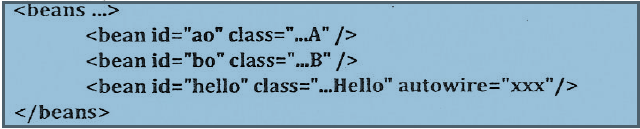 <beans ...>
<bean id="ao" class="...A" />
<bean id="bo" class="...B" />
<bean id="hello" class="...Hello" autowire="xxx"/>
</beans>